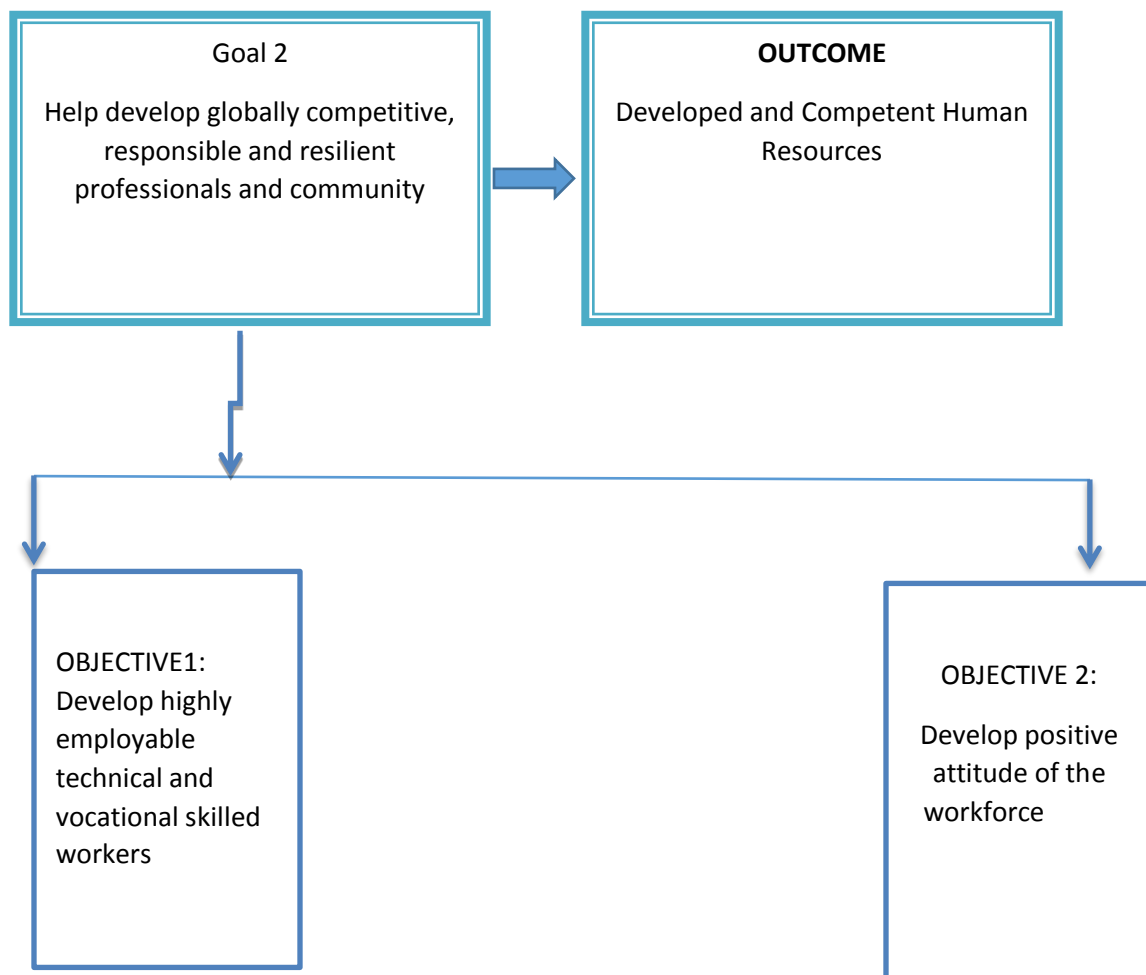 Goal 2
Help develop globally competitive,
responsible and resilient
professionals and community
OUTCOME
Developed and Competent Human
Resources
OBJECTIVE1:
Develop highly
employable
technical and
vocational skilled
workers
OBJECTIVE 2:
Develop positive
attitude of the
workforce